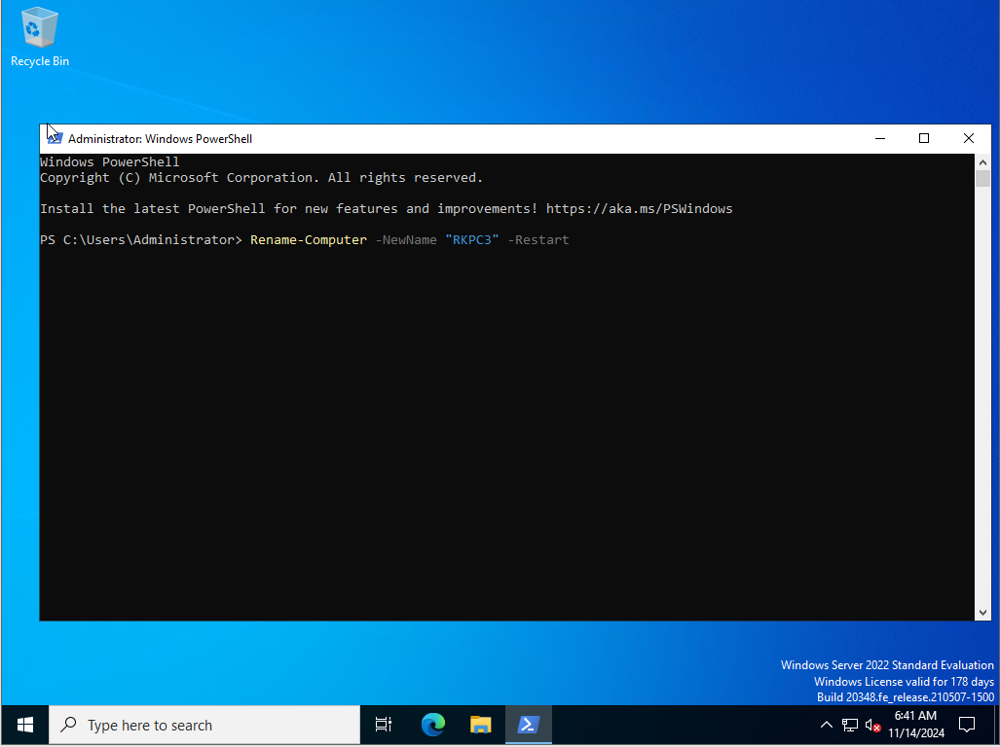 Recycle Bin
Administrator: Windows PowerShell
Windows PowerShell
Copyright (C) Microsoft Corporation. All rights reserved.
Install the latest PowerShell for new features and improvements! https://aka.ms/PSWindows
PS C:\Users\Administrator> Rename-Computer -NewName "RKPC3" -Restart
Windows Server 2022 Standard Evaluation
Windows License valid for 178 days
Build 20348.fe_release.210507-1500
Type here to search
6:41 AM
11/14/2024